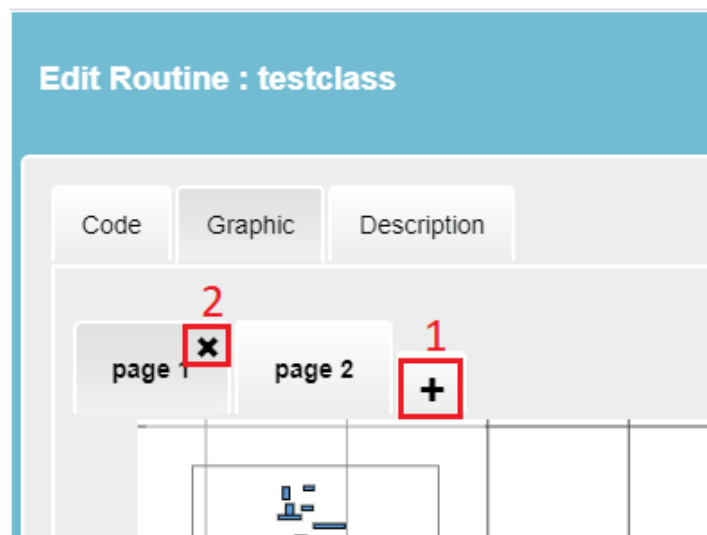 Edit Routine : testclass
Code Graphic Description
2 1
page 1 page 2 +